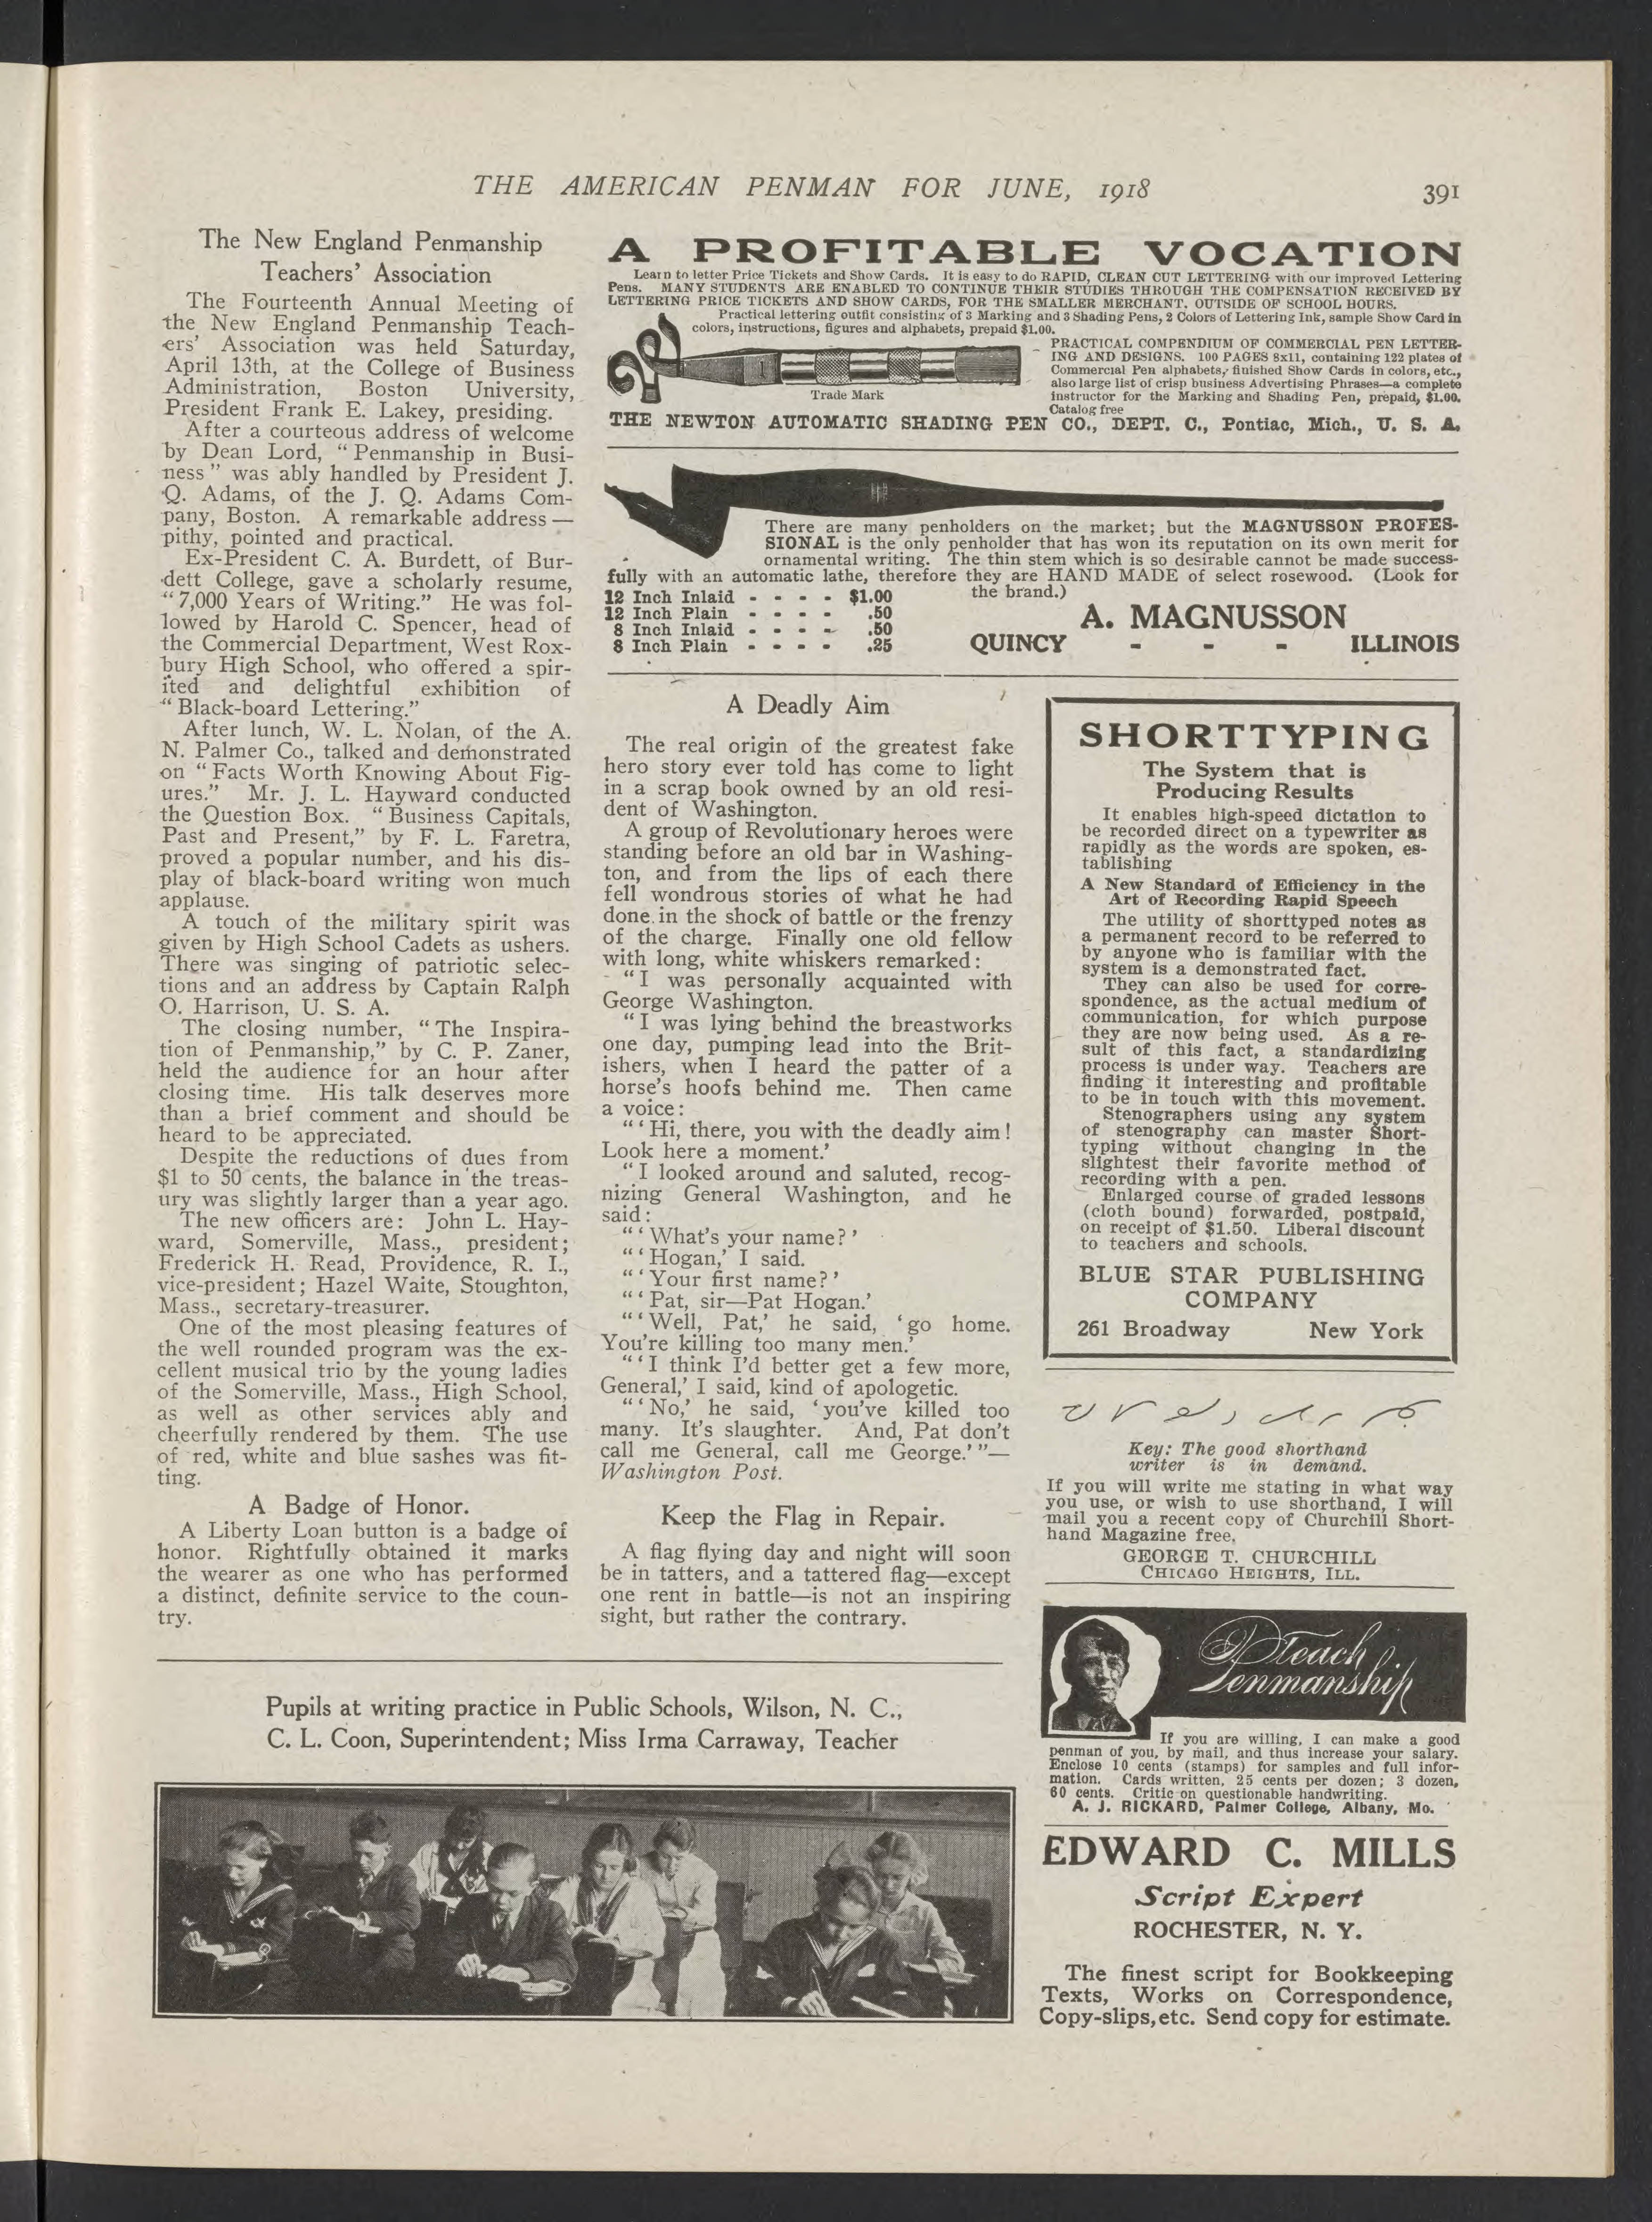 THE AMERICAN PENMAN FOR JUNE, 1918
391
The New England Penmanship
Teachers' Association
The Fourteenth Annual Meeting of
the New England Penmanship Teach-
ers' Association was held Saturday,
April 13th, at the College of Business
Administration, Boston University,
President Frank E. Lakey, presiding.
After a courteous address of welcome
by Dean Lord, “Penmanship in Busi-
ness” was ably handled by President J.
Q. Adams, of the J. Q. Adams Com-
pany, Boston. A remarkable address—
pithy, pointed and practical.
Ex-President C. A. Burdett, of Bur-
dett College, gave a scholarly resume,
“7,000 Years of Writing.” He was fol-
lowed by Harold C. Spencer, head of
the Commercial Department, West Rox-
bury High School, who offered a spir-
ited and delightful exhibition of
“Black-board Lettering.”
After lunch, W. L. Nolan, of the A.
N. Palmer Co., talked and demonstrated
on “Facts Worth Knowing About Fig-
ures.” Mr. J. L. Hayward conducted
the Question Box. “Business Capitals,
Past and Present,” by F. L. Faretra,
proved a popular number, and his dis-
play of black-board writing won much
applause.
A touch of the military spirit was
given by High School Cadets as ushers.
There was singing of patriotic selec-
tions and an address by Captain Ralph
O. Harrison, U. S. A.
The closing number, “The Inspira-
tion of Penmanship,” by C. P. Zaner,
held the audience for an hour after
closing time. His talk deserves more
than a brief comment and should be
heard to be appreciated.
Despite the reductions of dues from
$1 to 50 cents, the balance in the treas-
ury was slightly larger than a year ago.
The new officers are: John L. Hay-
ward, Somerville, Mass., president;
Frederick H. Read, Providence, R. I.,
vice-president; Hazel Waite, Stoughton,
Mass., secretary-treasurer.
One of the most pleasing features of
the well rounded program was the ex-
cellent musical trio by the young ladies
of the Somerville, Mass., High School,
as well as other services ably and
cheerfully rendered by them. The use
of red, white and blue sashes was fit-
ting.
A Badge of Honor.
A Liberty Loan button is a badge of
honor. Rightfully obtained it marks
the wearer as one who has performed
a distinct, definite service to the coun-
try.
A PROFITABLE VOCATION
Learn to letter Price Tickets and Show Cards. It is easy to do RAPID, CLEAN CUT LETTERING with our improved Lettering
Pens. MANY STUDENTS ARE ENABLED TO CONTINUE THEIR STUDIES THROUGH THE COMPENSATION RECEIVED BY
LETTERING PRICE TICKETS AND SHOW CARDS, FOR THE SMALLER MERCHANT, OUTSIDE OF SCHOOL HOURS.
Practical lettering outfit consisting of 3 Marking and 3 Shading Pens, 2 Colors of Lettering Ink, sample Show Card in
colors, instructions, figures and alphabets, prepaid $1.00.
PRACTICAL COMPENDIUM OF COMMERCIAL PEN LETTER-
ING AND DESIGNS. 100 PAGES 8x11, containing 122 plates of
Commercial Pen alphabets, finished Show Cards in colors, etc.,
also large list of crisp business Advertising Phrases—a complete
instructor for the Marking and Shading Pen, prepaid, $1.00.
Catalog free
1
Trade Mark
THE NEWTON AUTOMATIC SHADING PEN CO., DEPT. C., Pontiac, Mich., U. S. A.
There are many penholders on the market; but the MAGNUSSON PROFES-
SIONAL is the only penholder that has won its reputation on its own merit for
ornamental writing. The thin stem which is so desirable cannot be made success-
fully with an automatic lathe, therefore they are HAND MADE of select rosewood. (Look for
the brand.)
12 Inch Inlaid - - - - $1.00
12 Inch Plain - - - - .50
8 Inch Inlaid - - - - .50
8 Inch Plain - - - - .25
A. MAGNUSSON
QUINCY - - - ILLINOIS
A Deadly Aim
The real origin of the greatest fake
hero story ever told has come to light
in a scrap book owned by an old resi-
dent of Washington.
A group of Revolutionary heroes were
standing before an old bar in Washing-
ton, and from the lips of each there
fell wondrous stories of what he had
done in the shock of battle or the frenzy
of the charge. Finally one old fellow
with long, white whiskers remarked:
“I was personally acquainted with
George Washington.
“I was lying behind the breastworks
one day, pumping lead into the Brit-
ishers, when I heard the patter of a
horse's hoofs behind me. Then came
a voice:
“‘Hi, there, you with the deadly aim!
Look here a moment.’
“I looked around and saluted, recog-
nizing General Washington, and he
said:
“‘What's your name?’
“‘Hogan,’ I said.
“‘Your first name?’
“‘Pat, sir—Pat Hogan.’
“‘Well, Pat,’ he said, ‘go home.
You're killing too many men.’
“‘I think I'd better get a few more,
General,’ I said, kind of apologetic.
“‘No,’ he said, ‘you've killed too
many. It's slaughter. And, Pat don't
call me General, call me George.’”—
Washington Post.
Keep the Flag in Repair.
A flag flying day and night will soon
be in tatters, and a tattered flag—except
one rent in battle—is not an inspiring
sight, but rather the contrary.
SHORTTYPING
The System that is
Producing Results
It enables high-speed dictation to
be recorded direct on a typewriter as
rapidly as the words are spoken, es-
tablishing
A New Standard of Efficiency in the
Art of Recording Rapid Speech
The utility of shorttyped notes as
a permanent record to be referred to
by anyone who is familiar with the
system is a demonstrated fact.
They can also be used for corre-
spondence, as the actual medium of
communication, for which purpose
they are now being used. As a re-
sult of this fact, a standardizing
process is under way. Teachers are
finding it interesting and profitable
to be in touch with this movement.
Stenographers using any system
of stenography can master Short-
typing without changing in the
slightest their favorite method of
recording with a pen.
Enlarged course of graded lessons
(cloth bound) forwarded, postpaid,
on receipt of $1.50. Liberal discount
to teachers and schools.
BLUE STAR PUBLISHING
COMPANY
261 Broadway New York
Key: The good shorthand
writer is in demand.
If you will write me stating in what way
you use, or wish to use shorthand, I will
mail you a recent copy of Churchill Short-
hand Magazine free.
GEORGE T. CHURCHILL
CHICAGO HEIGHTS, ILL.
I Teach
Penmanship
If you are willing, I can make a good
penman of you, by mail, and thus increase your salary.
Enclose 10 cents (stamps) for samples and full infor-
mation. Cards written, 25 cents per dozen; 3 dozen,
60 cents. Critic on questionable handwriting.
A. J. RICKARD, Palmer College, Albany, Mo.
EDWARD C. MILLS
Script Expert
ROCHESTER, N. Y.
The finest script for Bookkeeping
Texts, Works on Correspondence,
Copy-slips, etc. Send copy for estimate.
Pupils at writing practice in Public Schools, Wilson, N. C.,
C. L. Coon, Superintendent; Miss Irma Carraway, Teacher